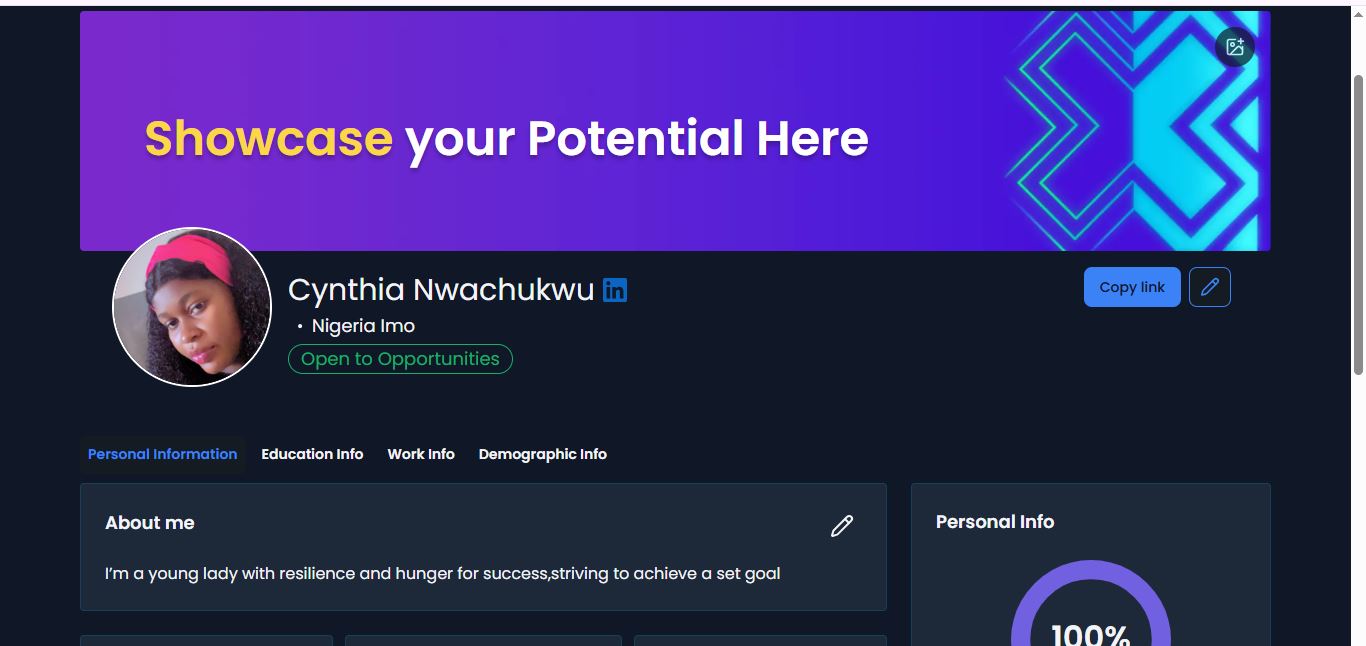 Showcase your Potential Here
Cynthia Nwachukwu in
• Nigeria Imo
Open to Opportunities
Copy link
Personal Information Education Info Work Info Demographic Info
About me
I'm a young lady with resilience and hunger for success,striving to achieve a set goal
Personal Info
100%